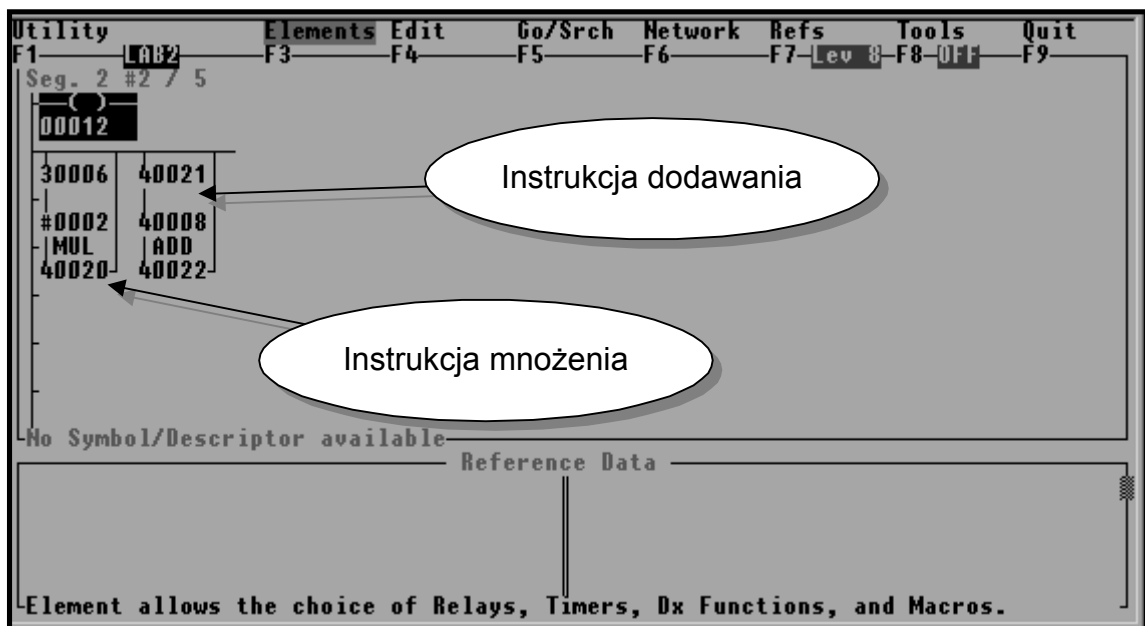 Utility Elements Edit Go/Srch Network Refs Tools Quit
F1 LAB2 F3 F4 F5 F6 F7 Lev 8 F8 OFF F9
Seg. 2 #2 / 5
( )
00012
30006 40021
#0002 40008
MUL ADD
40020 40022
Instrukcja dodawania
Instrukcja mnożenia
No Symbol/Descriptor available
Reference Data
Element allows the choice of Relays, Timers, Dx Functions, and Macros.